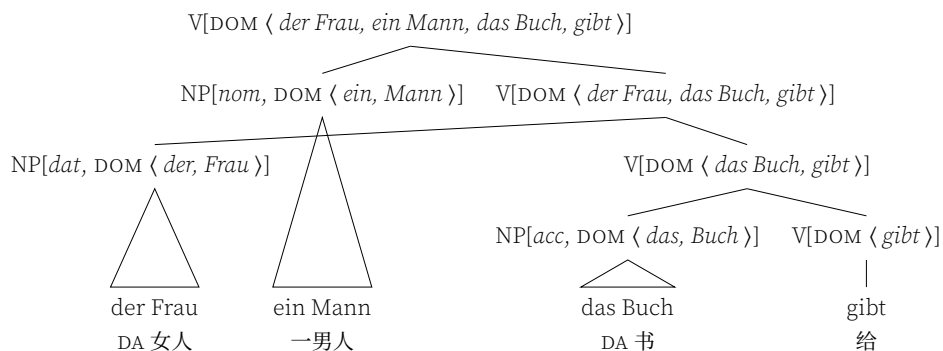 V[DOM ⟨ der Frau, ein Mann, das Buch, gibt ⟩]
NP[nom, DOM ⟨ ein, Mann ⟩] V[DOM ⟨ der Frau, das Buch, gibt ⟩]
NP[dat, DOM ⟨ der, Frau ⟩] V[DOM ⟨ das Buch, gibt ⟩]
NP[acc, DOM ⟨ das, Buch ⟩] V[DOM ⟨ gibt ⟩]
der Frau ein Mann das Buch gibt
DA 女人 一男人 DA 书 给